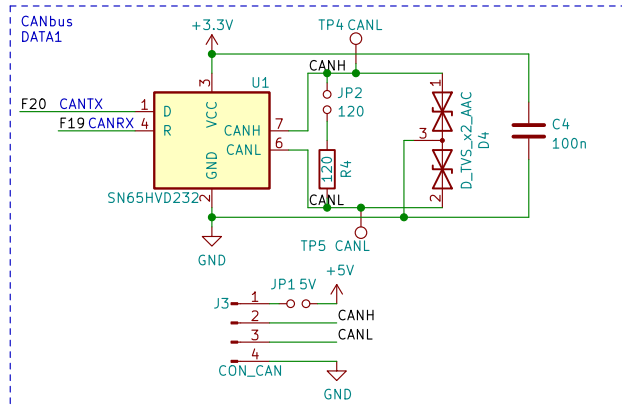 CANbus
DATA1
+3.3V
TP4 CANL
CANH
3
U1
JP2
120
1
F20 CANTX 1 D
VCC
F19 CANRX 4 R
CANH 7
CANL 6
GND
2
SN65HVD232
120
R4
CANL
3
D_TVS_x2_AAC
D4
2
C4
100n
GND
TP5 CANL
+5V
JP1 5V
J3
1
2 CANH
3 CANL
4
CON_CAN
GND